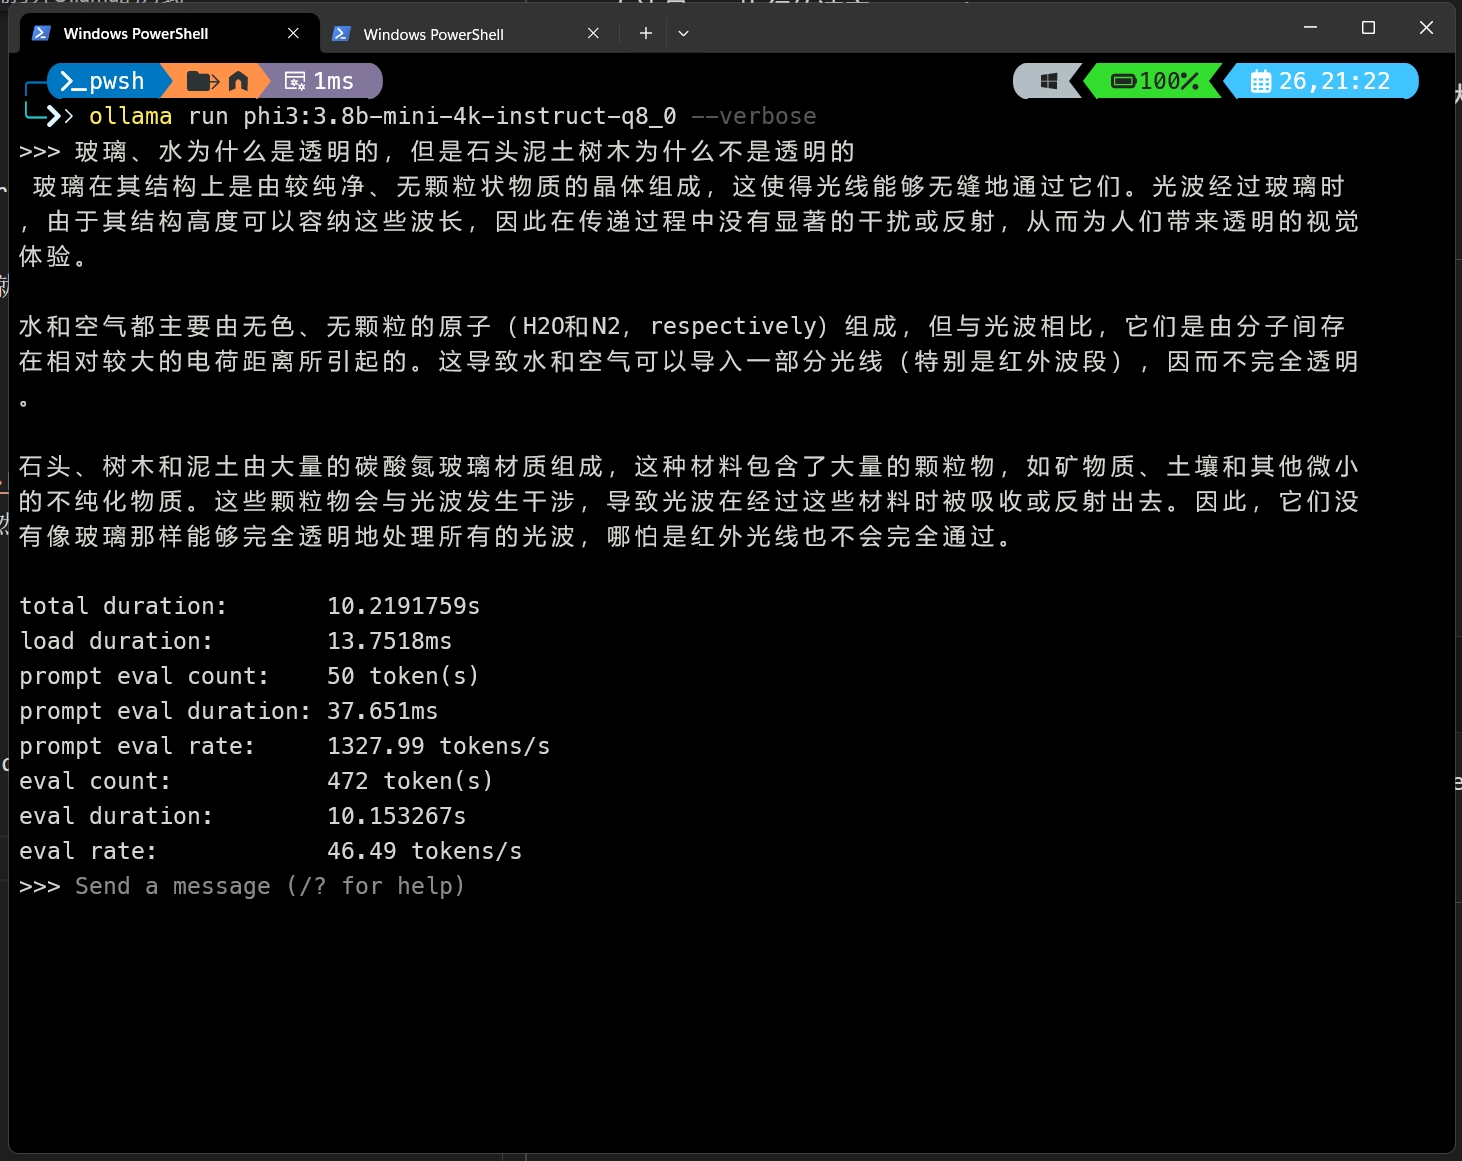 Windows PowerShell
Windows PowerShell
pwsh 1ms 100% 26,21:22
ollama run phi3:3.8b-mini-4k-instruct-q8_0 --verbose
>>> 玻璃、水为什么是透明的，但是石头泥土树木为什么不是透明的
玻璃在其结构上是由较纯净、无颗粒状物质的晶体组成，这使得光线能够无缝地通过它们。光波经过玻璃时
，由于其结构高度可以容纳这些波长，因此在传递过程中没有显著的干扰或反射，从而为人们带来透明的视觉
体验。
水和空气都主要由无色、无颗粒的原子（H2O和N2，respectively）组成，但与光波相比，它们是由分子间存
在相对较大的电荷距离所引起的。这导致水和空气可以导入一部分光线（特别是红外波段），因而不完全透明
。
石头、树木和泥土由大量的碳酸氮玻璃材质组成，这种材料包含了大量的颗粒物，如矿物质、土壤和其他微小
的不纯化物质。这些颗粒物会与光波发生干涉，导致光波在经过这些材料时被吸收或反射出去。因此，它们没
有像玻璃那样能够完全透明地处理所有的光波，哪怕是红外光线也不会完全通过。
total duration: 10.2191759s
load duration: 13.7518ms
prompt eval count: 50 token(s)
prompt eval duration: 37.651ms
prompt eval rate: 1327.99 tokens/s
eval count: 472 token(s)
eval duration: 10.153267s
eval rate: 46.49 tokens/s
>>> Send a message (/? for help)